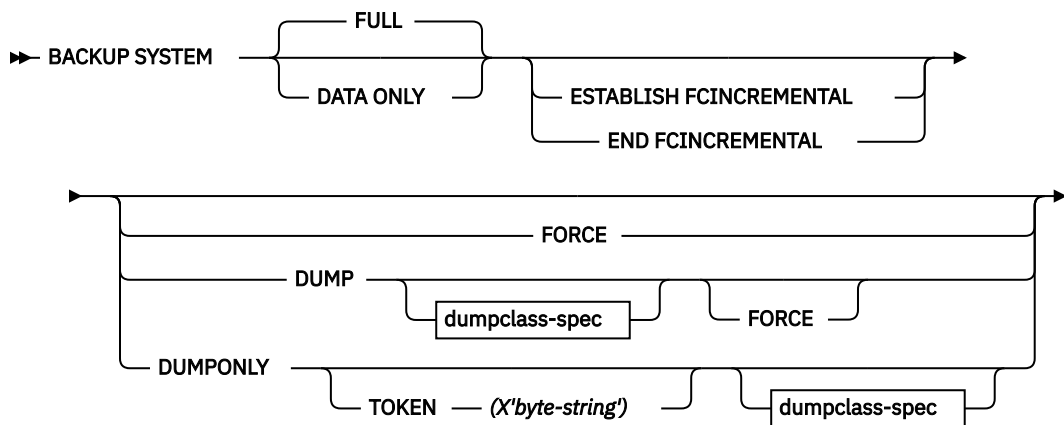 FULL
BACKUP SYSTEM
DATA ONLY
ESTABLISH FCINCREMENTAL
END FCINCREMENTAL
FORCE
DUMP
dumpclass-spec
FORCE
DUMPONLY
TOKEN (X'byte-string')
dumpclass-spec